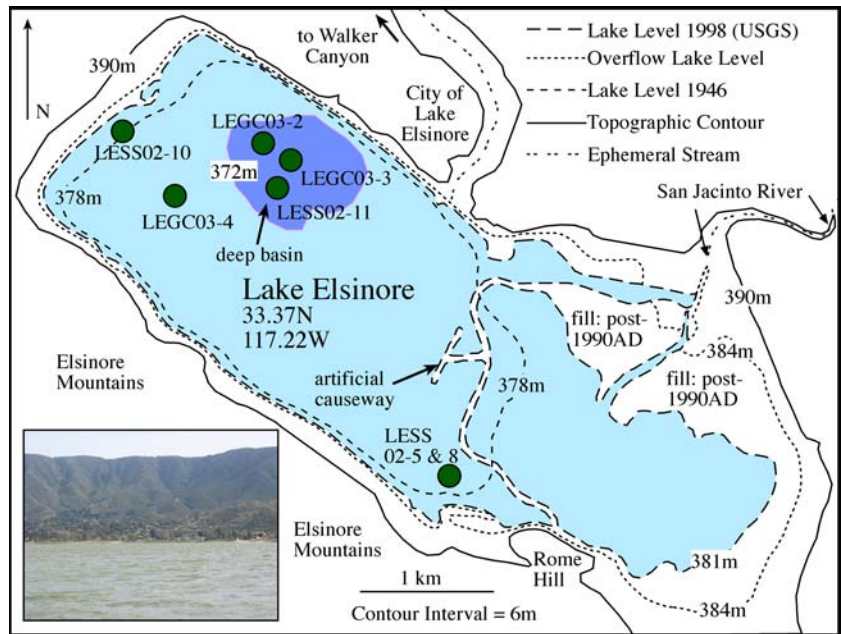 to Walker
Canyon
390m
N
City of
Lake
Elsinore
Lake Level 1998 (USGS)
Overflow Lake Level
Lake Level 1946
Topographic Contour
Ephemeral Stream
LEGC03-2
LESS02-10
372m
LEGC03-3
378m
LEGC03-4
LESS02-11
San Jacinto River
deep basin
Lake Elsinore
33.37N
117.22W
390m
fill: post-
1990AD
384m
Elsinore
Mountains
artificial
causeway
378m
fill: post-
1990AD
LESS
02-5 & 8
Elsinore
Mountains
Rome
Hill
381m
1 km
384m
Contour Interval = 6m